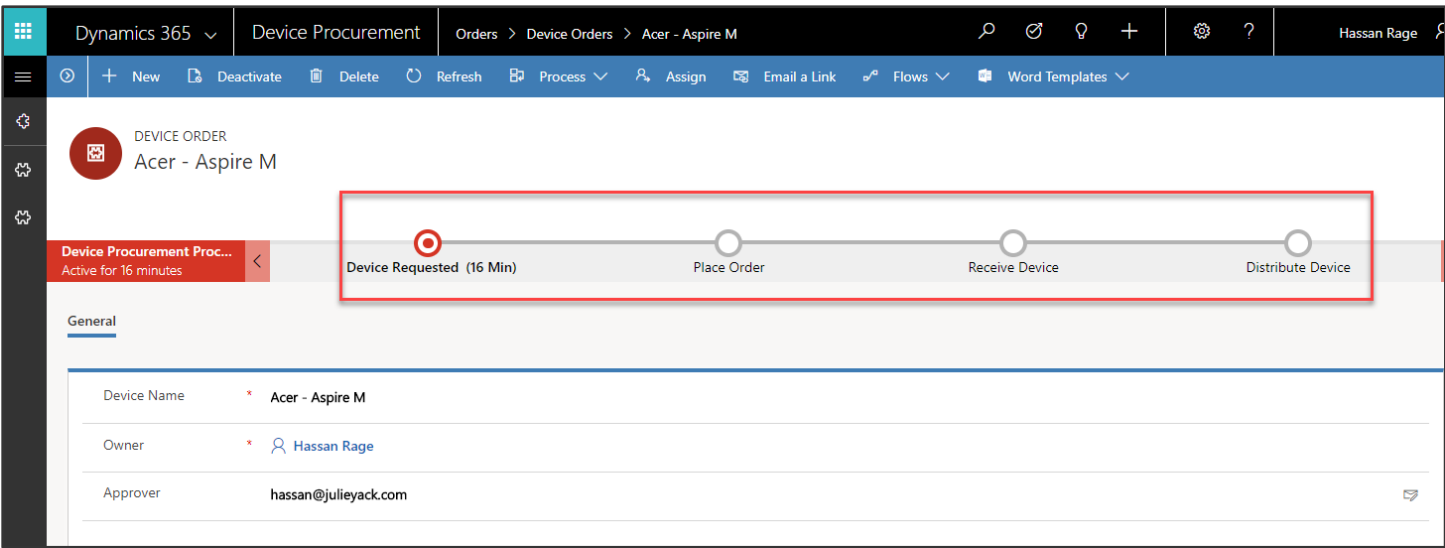 Dynamics 365 Device Procurement Orders > Device Orders > Acer - Aspire M ? Hassan Rage
New Deactivate Delete Refresh Process Assign Email a Link Flows Word Templates
DEVICE ORDER
Acer - Aspire M
Device Procurement Proc...
Active for 16 minutes
Device Requested (16 Min) Place Order Receive Device Distribute Device
General
Device Name * Acer - Aspire M
Owner * Hassan Rage
Approver hassan@julieyack.com